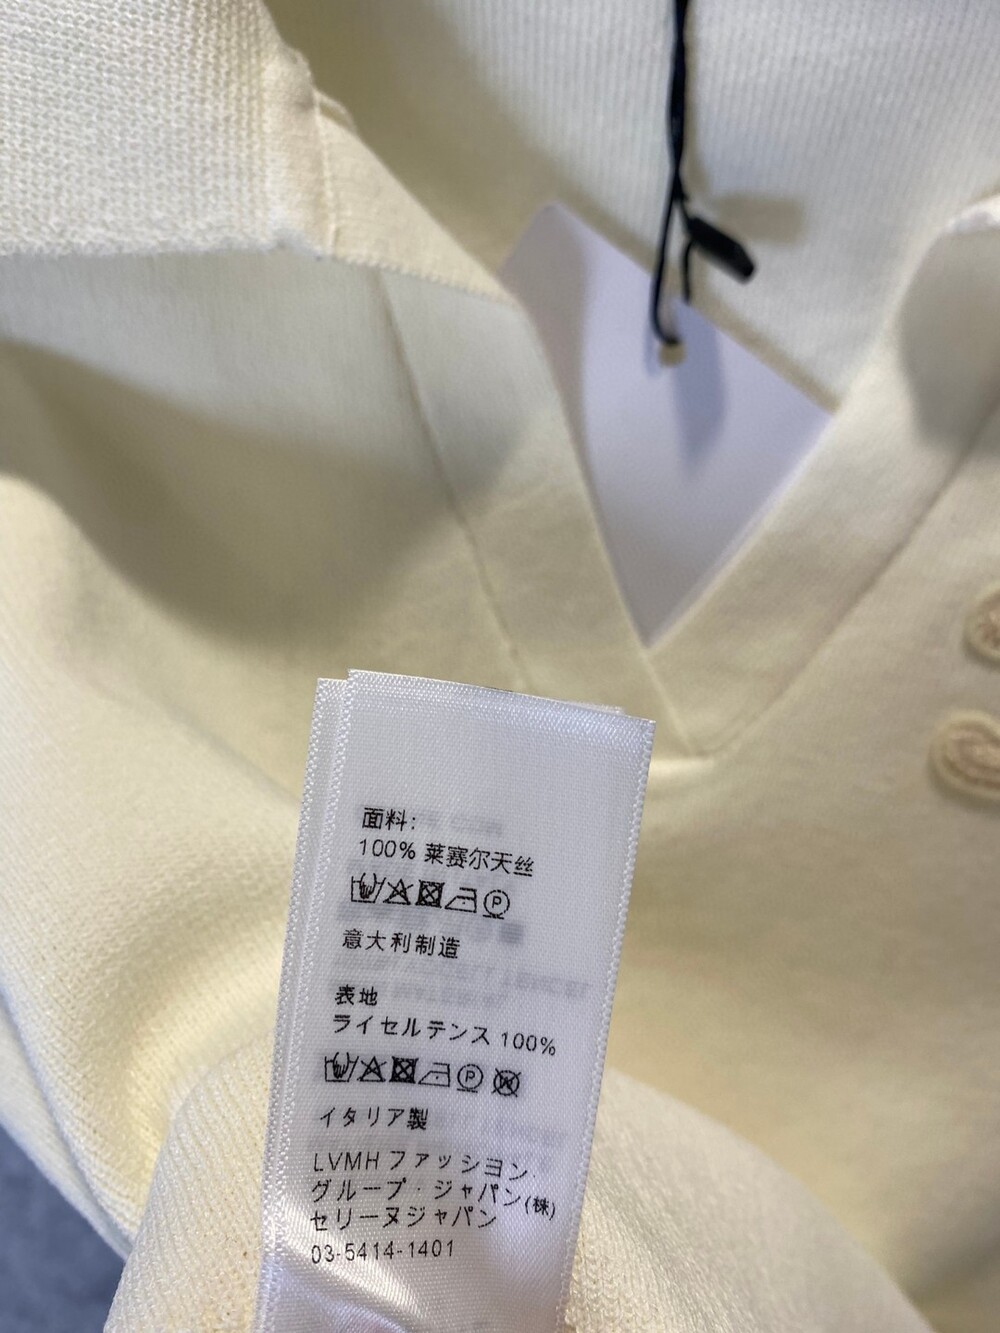 面料:
100% 莱赛尔天丝
P
意大利制造
表地
ライセルテンス 100%
P W
イタリア製
LVMH ファッション.
グループ・ジャパン(株)
セリーヌジャパン
03-5414-1401